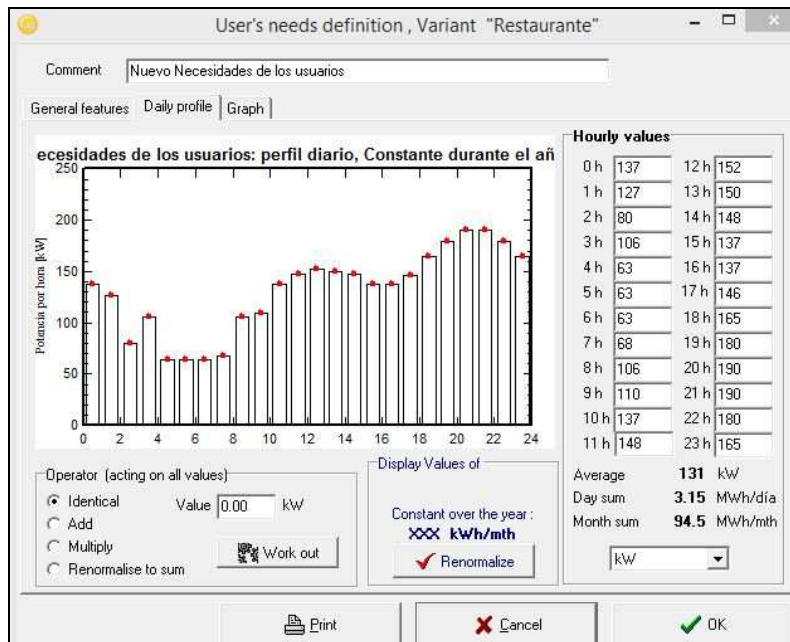 User's needs definition , Variant "Restaurante"
Comment Nuevo Necesidades de los usuarios
General features Daily profile Graph
ecesidades de los usuarios: perfil diario, Constante durante el añ
Potencia por hora [kW]
250
200
150
100
50
0
0 2 4 6 8 10 12 14 16 18 20 22 24
Hourly values
0 h 137 12 h 152
1 h 127 13 h 150
2 h 80 14 h 148
3 h 106 15 h 137
4 h 63 16 h 137
5 h 63 17 h 146
6 h 63 18 h 165
7 h 68 19 h 180
8 h 106 20 h 190
9 h 110 21 h 190
10 h 137 22 h 180
11 h 148 23 h 165
Average 131 kW
Day sum 3.15 MWh/día
Month sum 94.5 MWh/mth
kW
Operator (acting on all values)
Identical Value 0.00 kW
Add
Multiply
Renormalise to sum
Work out
Display Values of
Constant over the year :
XXX kWh/mth
Renormalize
Print Cancel OK